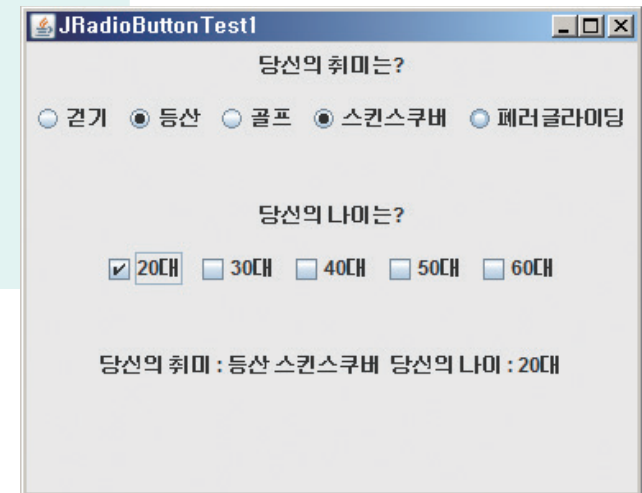 JRadioButtonTest1
당신의 취미는?
걷기 등산 골프 스킨스쿠버 페러글라이딩
당신의 나이는?
20대 30대 40대 50대 60대
당신의 취미 : 등산 스킨스쿠버 당신의 나이 : 20대